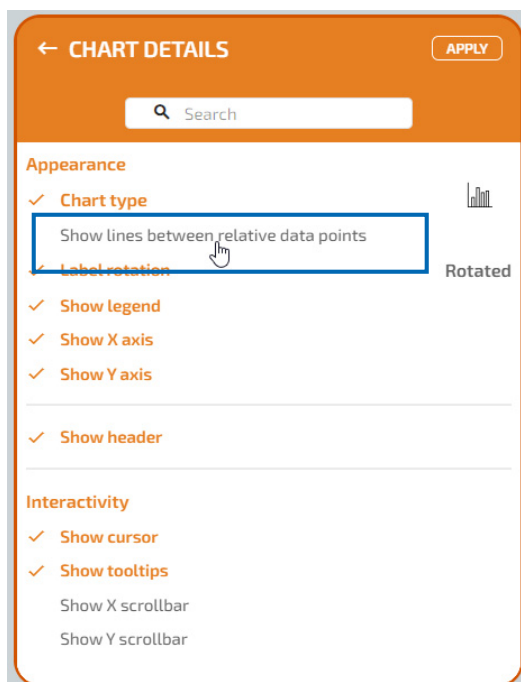 CHART DETAILS
APPLY
Search
Appearance
Chart type
Show lines between relative data points
Label rotation
Rotated
Show legend
Show X axis
Show Y axis
Show header
Interactivity
Show cursor
Show tooltips
Show X scrollbar
Show Y scrollbar